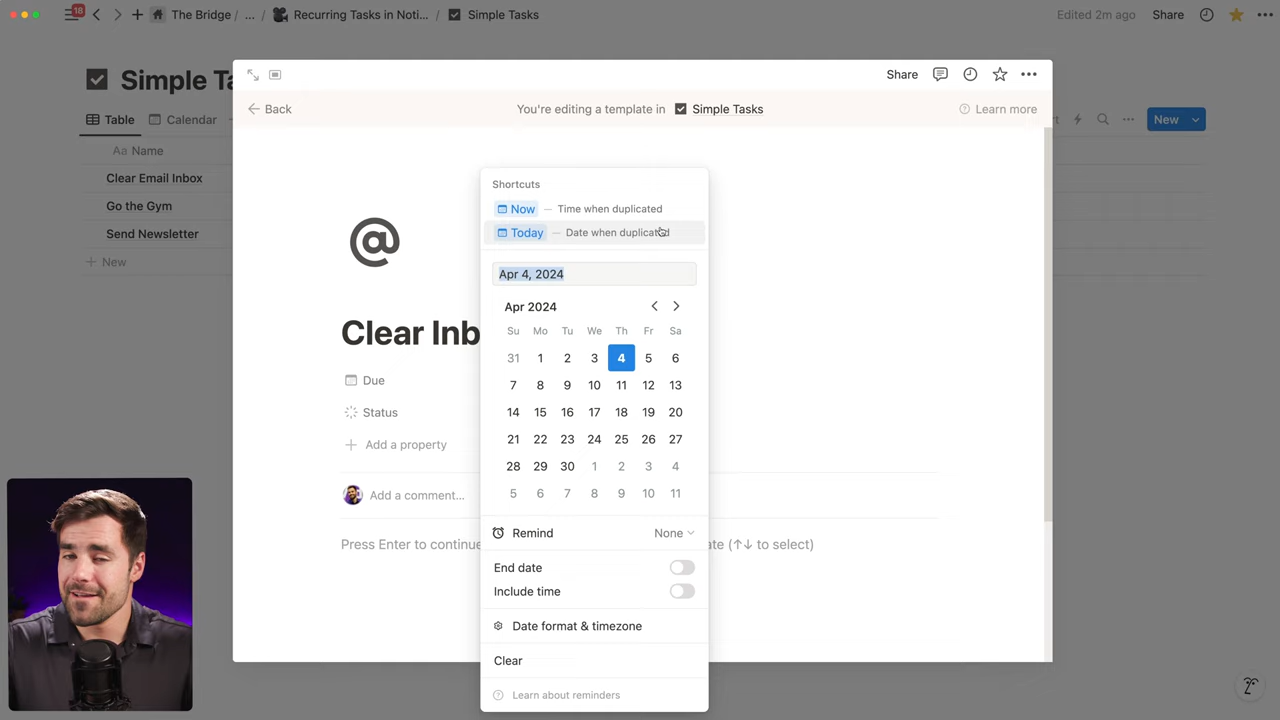 18
The Bridge / ... / Recurring Tasks in Noti... / Simple Tasks
Edited 2m ago Share
Simple Ta
Table Calendar
New
Aa Name
Clear Email Inbox
Go the Gym
Send Newsletter
+ New
Share
Back
You're editing a template in Simple Tasks
Learn more
@
Clear Inb
Due
Status
Add a property
Add a comment...
Press Enter to continue
te (↑↓ to select)
Shortcuts
Now — Time when duplicated
Today — Date when duplicated
Apr 4, 2024
Apr 2024
Su Mo Tu We Th Fr Sa
31 1 2 3 4 5 6
7 8 9 10 11 12 13
14 15 16 17 18 19 20
21 22 23 24 25 26 27
28 29 30 1 2 3 4
5 6 7 8 9 10 11
Remind None
End date
Include time
Date format & timezone
Clear
Learn about reminders